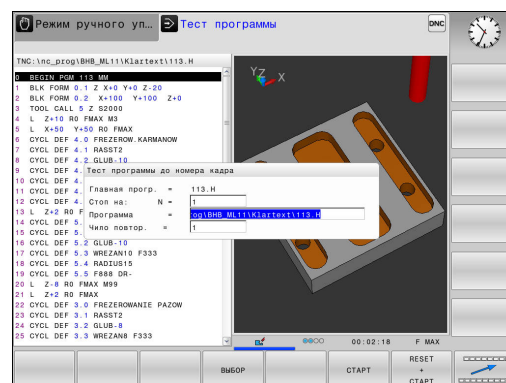 Режим ручного уп…
Тест программы
DNC
TNC:\nc_prog\BHB_ML11\Klartext\113.H
0 BEGIN PGM 113 MM
1 BLK FORM 0.1 Z X+0 Y+0 Z-20
2 BLK FORM 0.2 X+100 Y+100 Z+0
3 TOOL CALL 5 Z S2000
4 L Z+10 R0 FMAX M3
5 L X+50 Y+50 R0 FMAX
6 CYCL DEF 4.0 FREZEROW.KARMANOW
7 CYCL DEF 4.1 RASST2
8 CYCL DEF 4.2 GLUB-10
9 CYCL DEF 4.
10 CYCL DEF 4.
11 CYCL DEF 4.
12 CYCL DEF 4.
13 L Z+2 R0 F
14 CYCL DEF 5.
15 CYCL DEF 5.
16 CYCL DEF 5.2 GLUB-10
17 CYCL DEF 5.3 WREZAN10 F333
18 CYCL DEF 5.4 RADIUS15
19 CYCL DEF 5.5 F888 DR-
20 L Z-8 R0 FMAX M99
21 L Z+2 R0 FMAX
22 CYCL DEF 3.0 FREZEROWANIE PAZOW
23 CYCL DEF 3.1 RASST2
24 CYCL DEF 3.2 GLUB-8
25 CYCL DEF 3.3 WREZAN8 F333
Тест программы до номера кадра
Главная прогр. = 113.H
Стоп на: N = 1
Программа = rog\BHB_ML11\Klartext\113.H
Чило повтор. = 1
Y Z X
00:02:18 F MAX
ВЫБОР
СТАРТ
RESET
+
СТАРТ